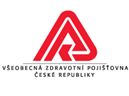 VŠEOBECNÁ ZDRAVOTNÍ POJIŠŤOVNA
ČESKÉ REPUBLIKY